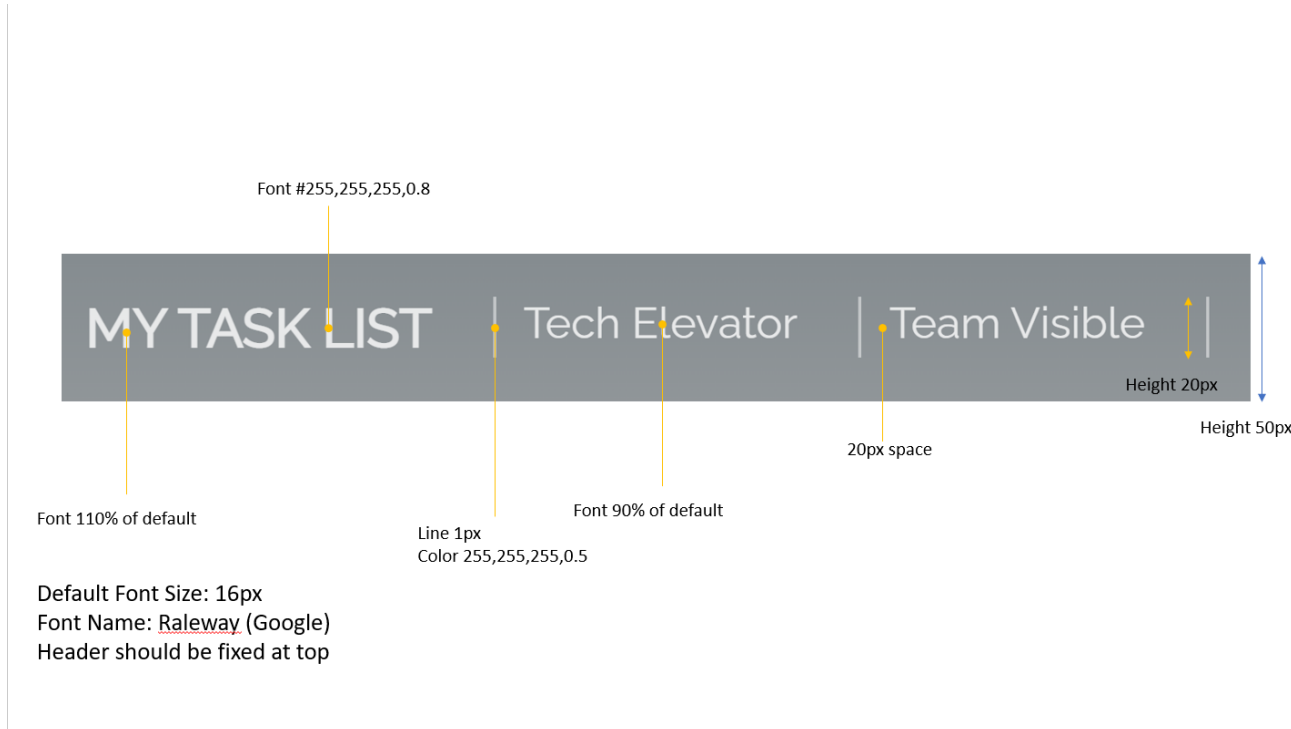 Font #255,255,255,0.8
MY TASK LIST
Tech Elevator
Team Visible
Height 20px
Height 50px
20px space
Font 110% of default
Font 90% of default
Line 1px
Color 255,255,255,0.5
Default Font Size: 16px
Font Name: Raleway (Google)
Header should be fixed at top